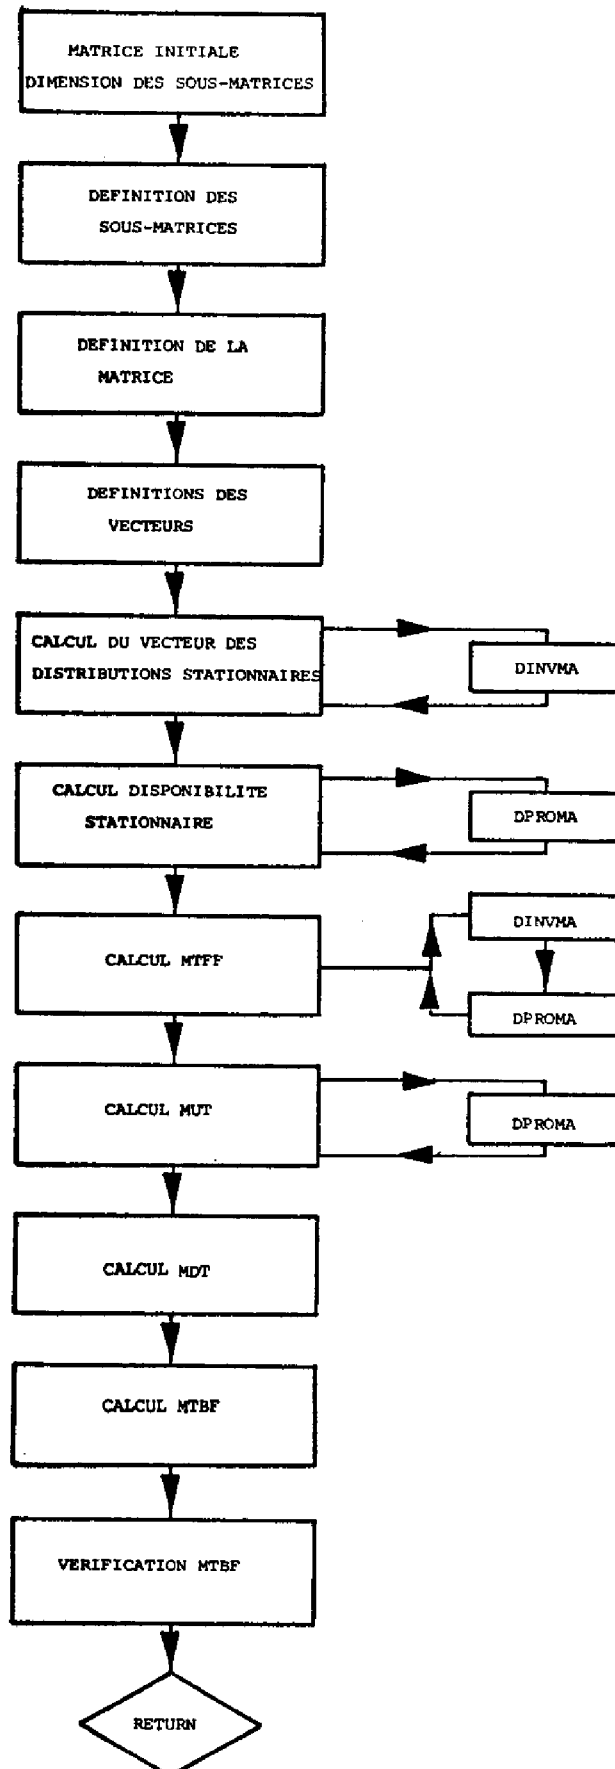 MATRICE INITIALE
DIMENSION DES SOUS-MATRICES
DEFINITION DES
SOUS-MATRICES
DEFINITION DE LA
MATRICE
DEFINITIONS DES
VECTEURS
CALCUL DU VECTEUR DES
DISTRIBUTIONS STATIONNAIRES
DINVMA
CALCUL DISPONIBILITE
STATIONNAIRE
DPROMA
CALCUL MTFF
DINVMA
DPROMA
CALCUL MUT
DPROMA
CALCUL MDT
CALCUL MTBF
VERIFICATION MTBF
RETURN